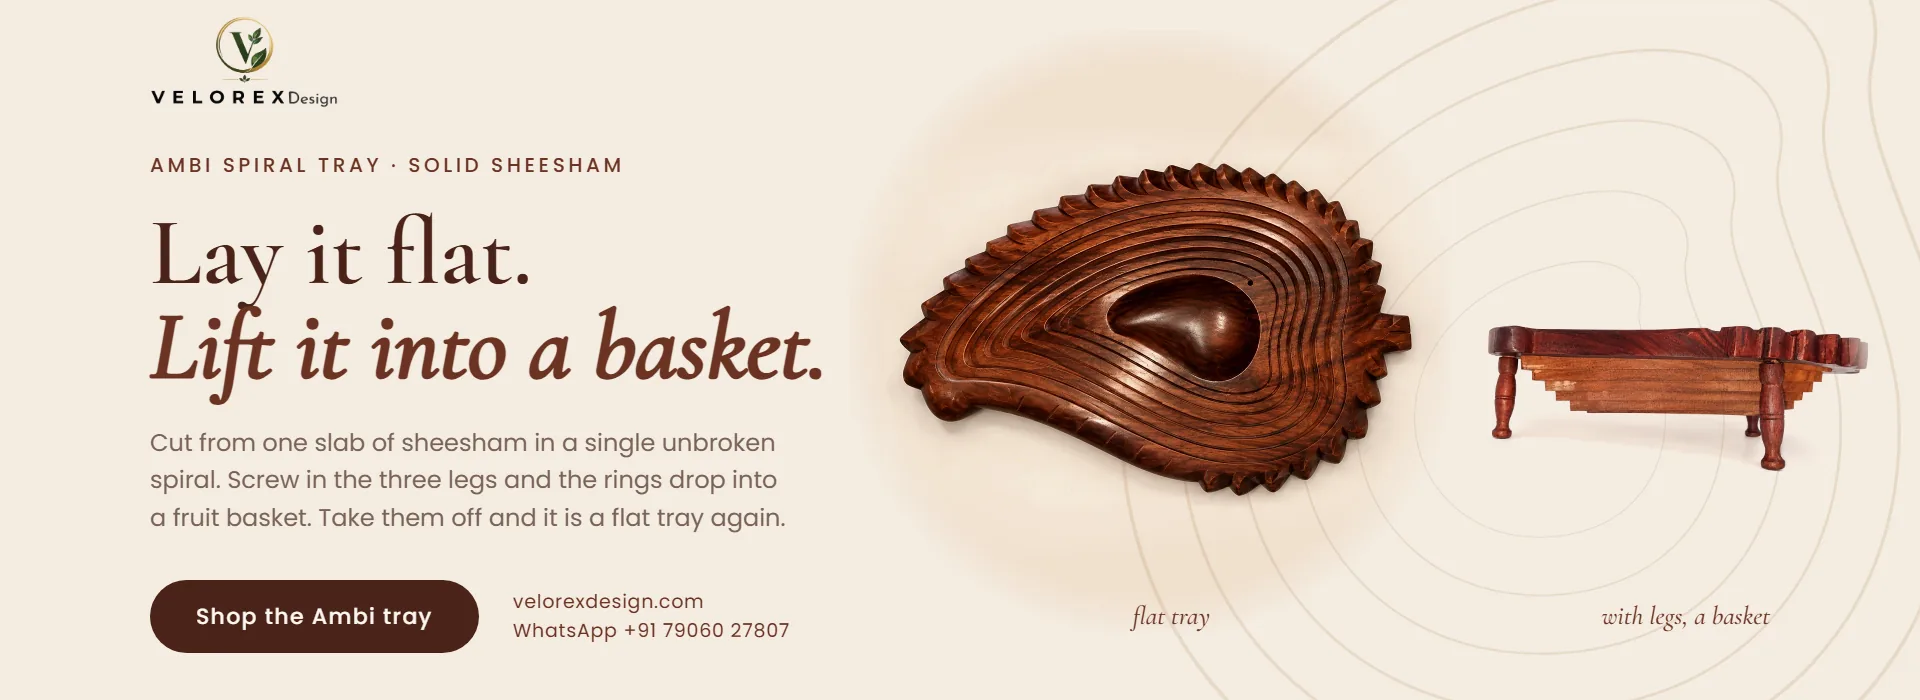 V
VELOREX Design
AMBI SPIRAL TRAY · SOLID SHEESHAM
Lay it flat.
Lift it into a basket.
Cut from one slab of sheesham in a single unbroken
spiral. Screw in the three legs and the rings drop into
a fruit basket. Take them off and it is a flat tray again.
Shop the Ambi tray
velorexdesign.com
WhatsApp +91 79060 27807
flat tray
with legs, a basket